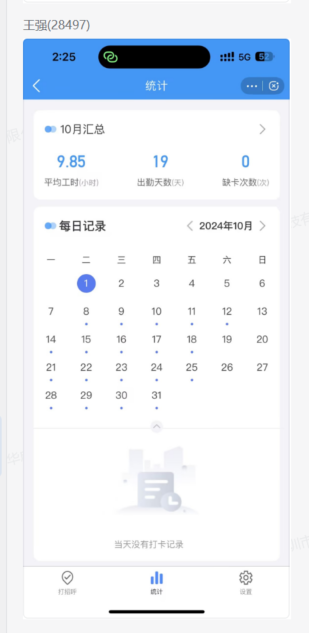 王强(28497)
2:25
5G 52
统计
10月汇总
9.85 19 0
平均工时(小时) 出勤天数(天) 缺卡次数(次)
每日记录 2024年10月
一 二 三 四 五 六 日
1 2 3 4 5 6
7 8 9 10 11 12 13
14 15 16 17 18 19 20
21 22 23 24 25 26 27
28 29 30 31
当天没有打卡记录
统计 设置